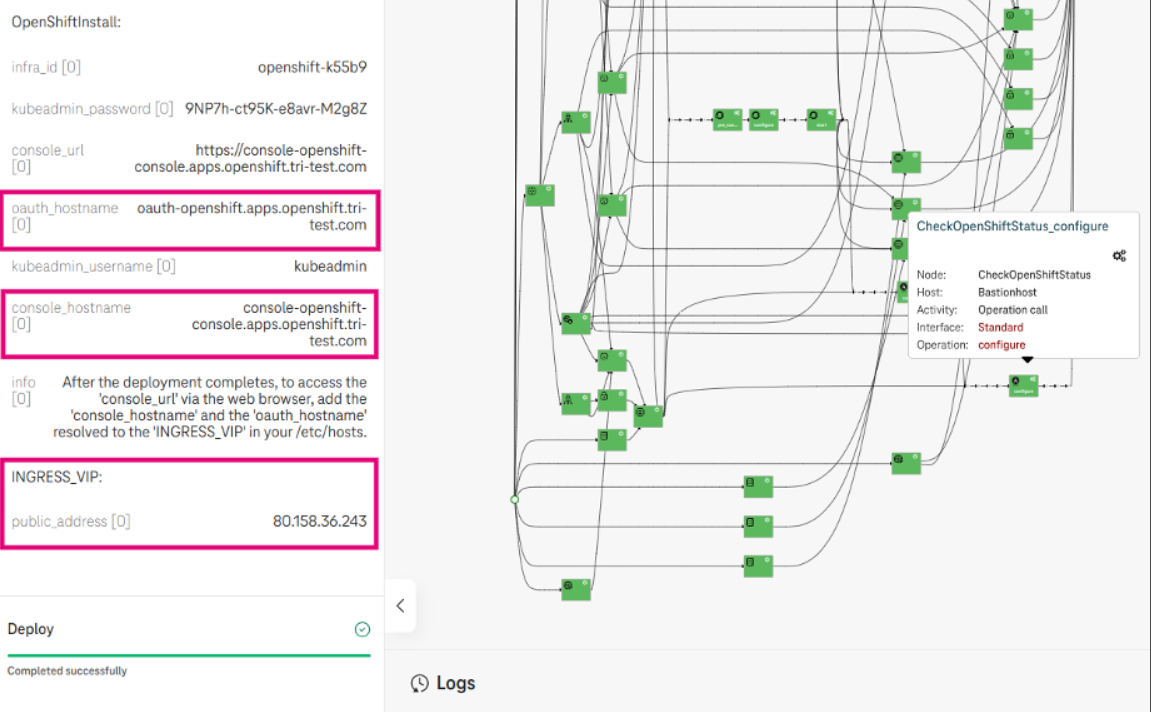 OpenShiftInstall:
infra_id [0] openshift-k55b9
kubeadmin_password [0] 9NP7h-ct95K-e8avr-M2g8Z
console_url https://console-openshift-
[0] console.apps.openshift.tri-test.com
oauth_hostname oauth-openshift.apps.openshift.tri-
[0] test.com
kubeadmin_username [0] kubeadmin
console_hostname console-openshift-
[0] console.apps.openshift.tri-
test.com
info After the deployment completes, to access the
[0] 'console_url' via the web browser, add the
'console_hostname' and the 'oauth_hostname'
resolved to the 'INGRESS_VIP' in your /etc/hosts.
INGRESS_VIP:
public_address [0] 80.158.36.243
Deploy
Completed successfully
configure
start
CheckOpenShiftStatus_configure
Node: CheckOpenShiftStatus
Host: Bastionhost
Activity: Operation call
Interface: Standard
Operation: configure
configure
Logs